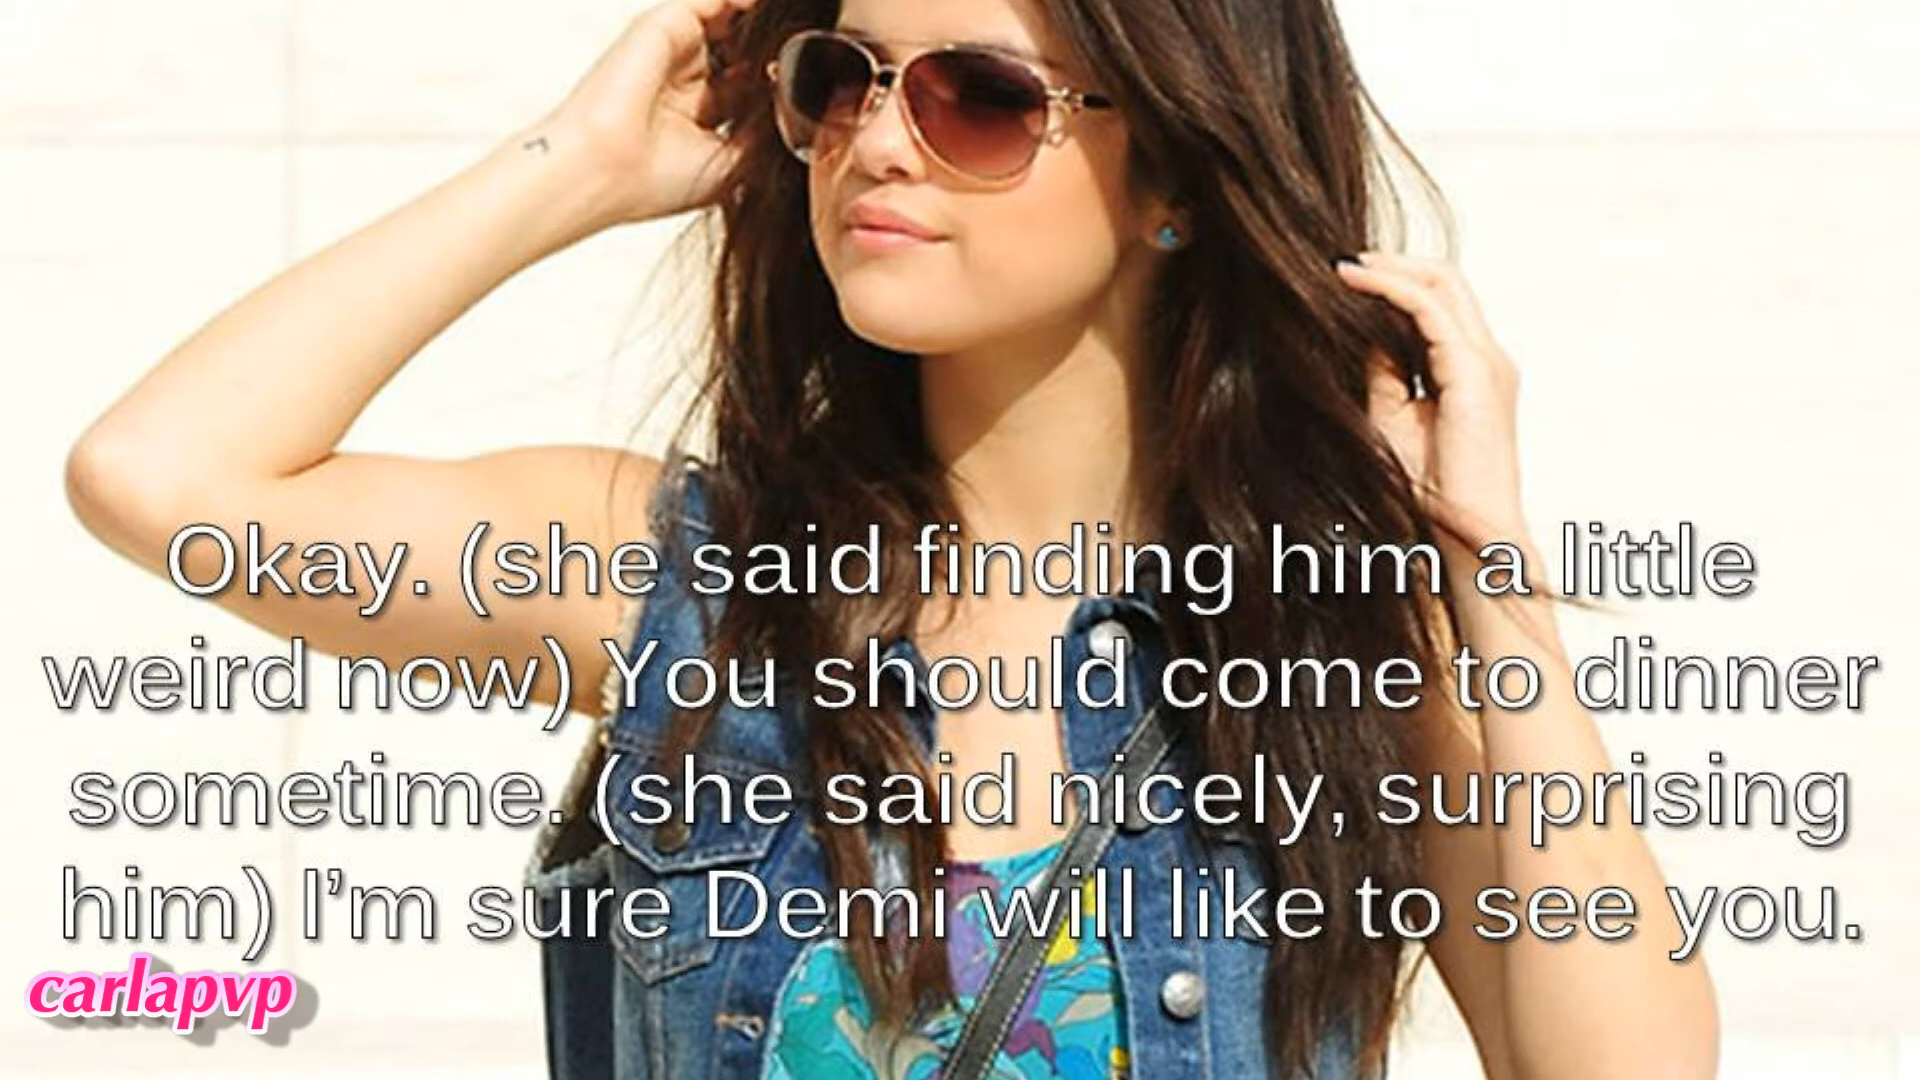 Okay. (she said finding him a little
weird now) You should come to dinner
sometime. (she said nicely, surprising
him) I’m sure Demi will like to see you.
carlapvp